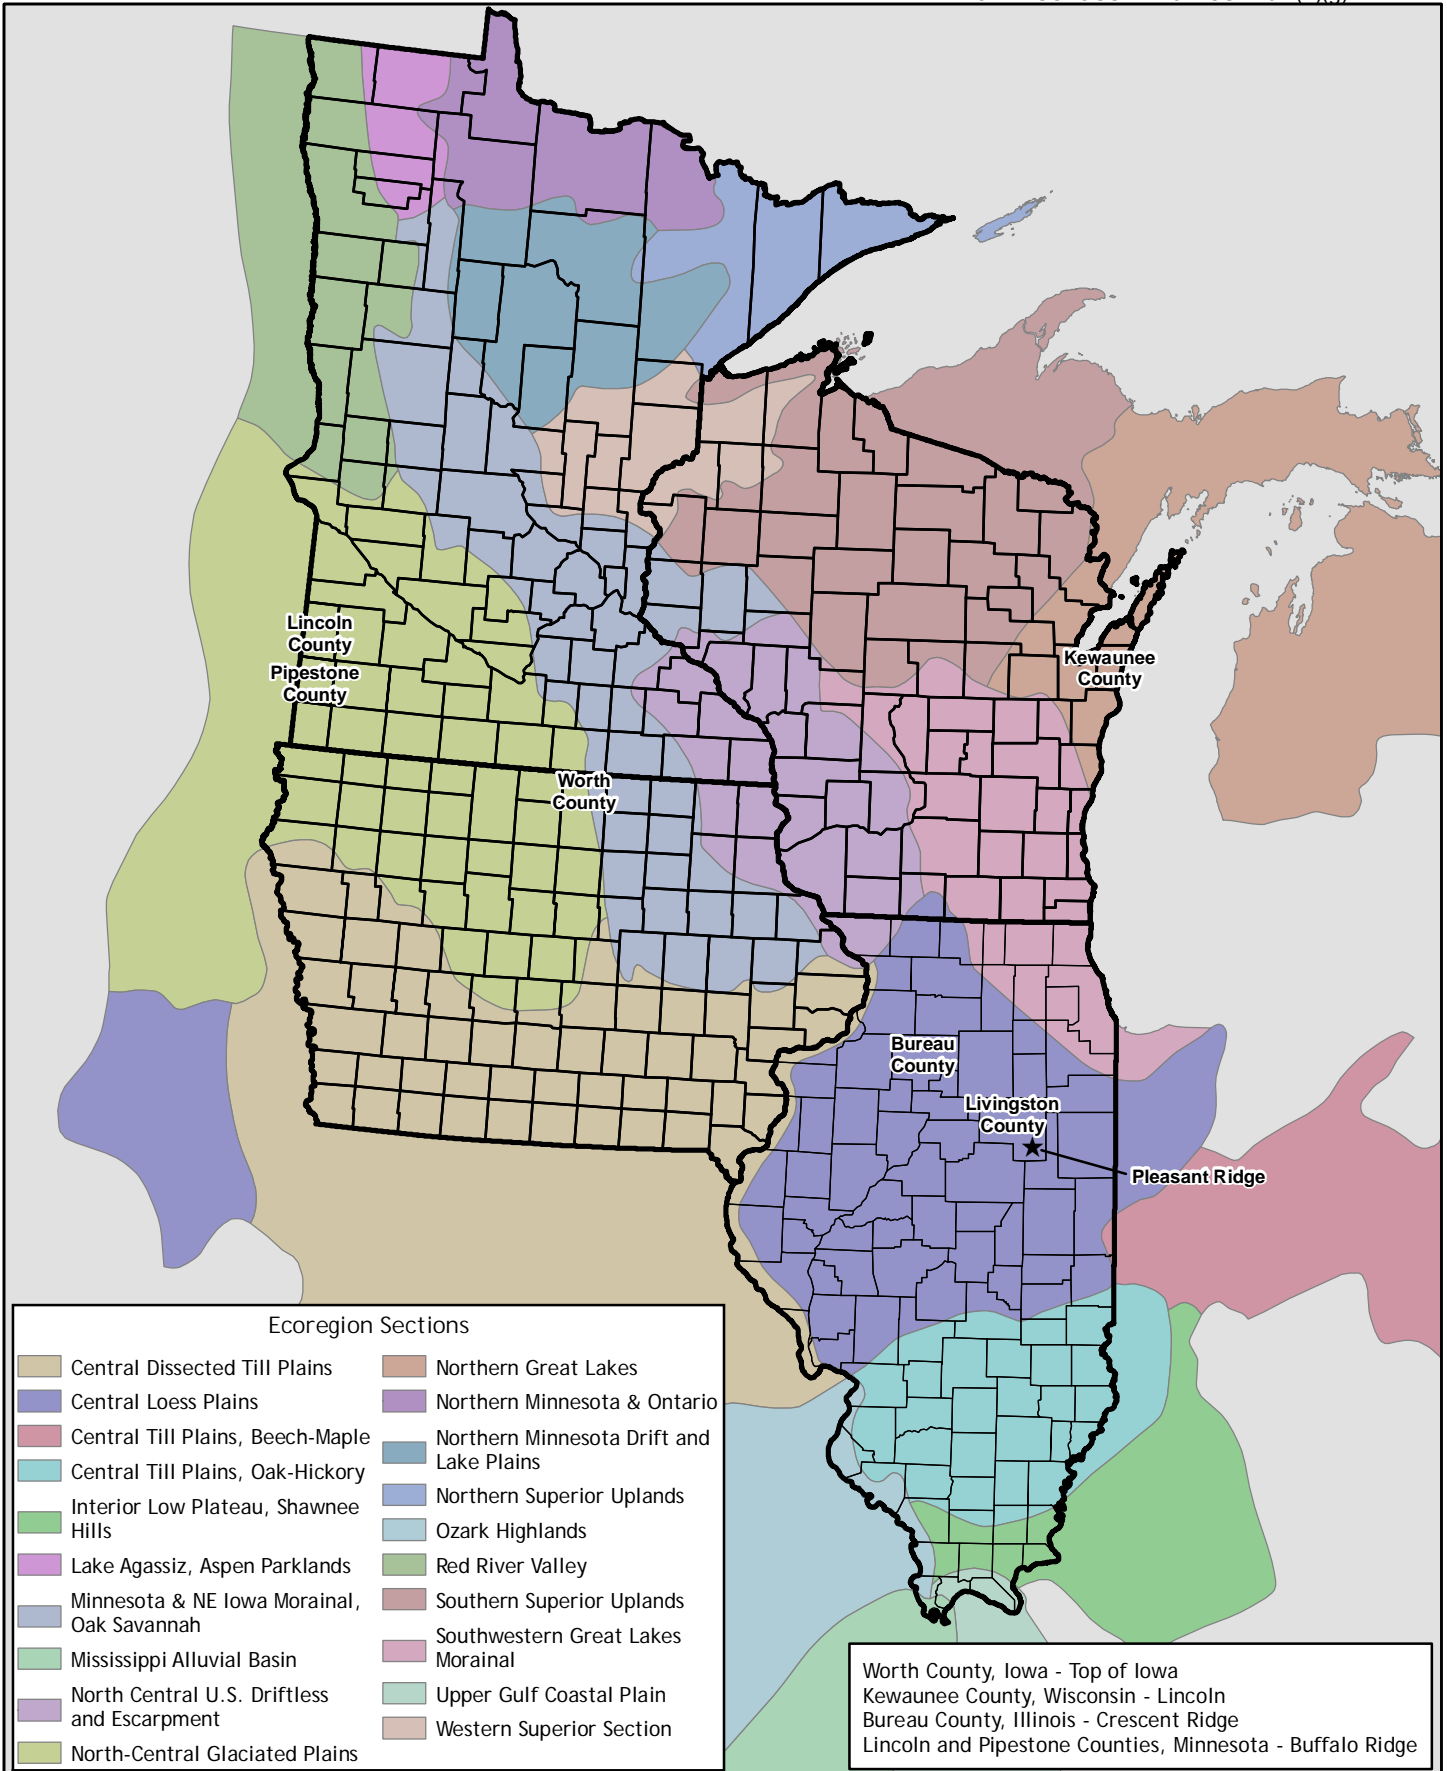 Lincoln
County
Pipestone
County
Kewaunee
County
Worth
County
Bureau
County
Livingston
County
Pleasant Ridge
Ecoregion Sections
Central Dissected Till Plains
Central Loess Plains
Central Till Plains, Beech-Maple
Central Till Plains, Oak-Hickory
Interior Low Plateau, Shawnee
Hills
Lake Agassiz, Aspen Parklands
Minnesota & NE Iowa Morainal,
Oak Savannah
Mississippi Alluvial Basin
North Central U.S. Driftless
and Escarpment
North-Central Glaciated Plains
Northern Great Lakes
Northern Minnesota & Ontario
Northern Minnesota Drift and
Lake Plains
Northern Superior Uplands
Ozark Highlands
Red River Valley
Southern Superior Uplands
Southwestern Great Lakes
Morainal
Upper Gulf Coastal Plain
Western Superior Section
Worth County, Iowa - Top of Iowa
Kewaunee County, Wisconsin - Lincoln
Bureau County, Illinois - Crescent Ridge
Lincoln and Pipestone Counties, Minnesota - Buffalo Ridge